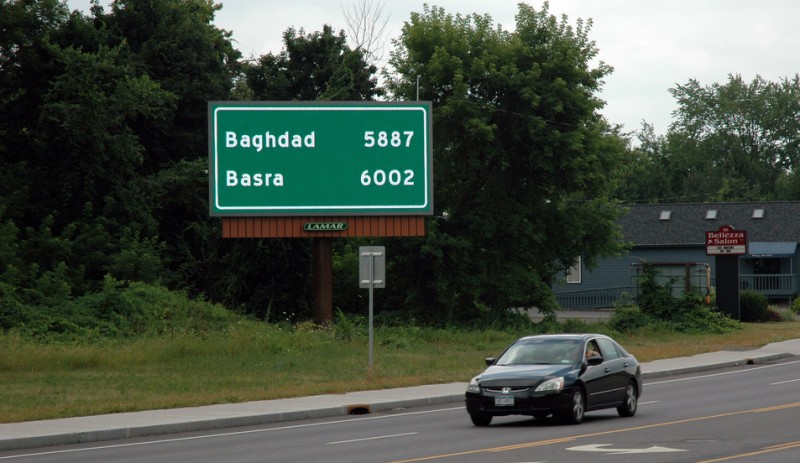 Baghdad 5887
Basra 6002
LAMAR
Bellezza
Salon